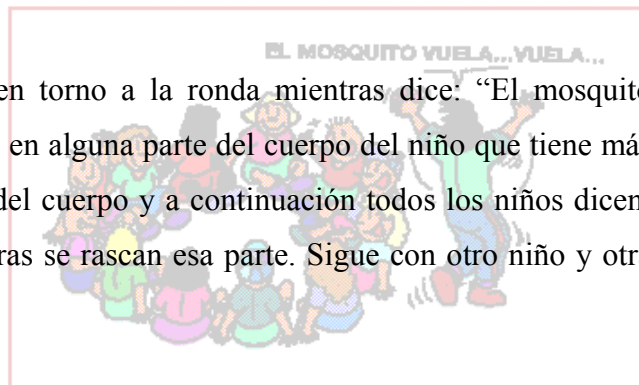 EL MOSQUITO VUELA,,,VUELA...
en torno a la ronda mientras dice: “El mosquito
en alguna parte del cuerpo del niño que tiene má
del cuerpo y a continuación todos los niños dicen
ras se rascan esa parte. Sigue con otro niño y otr